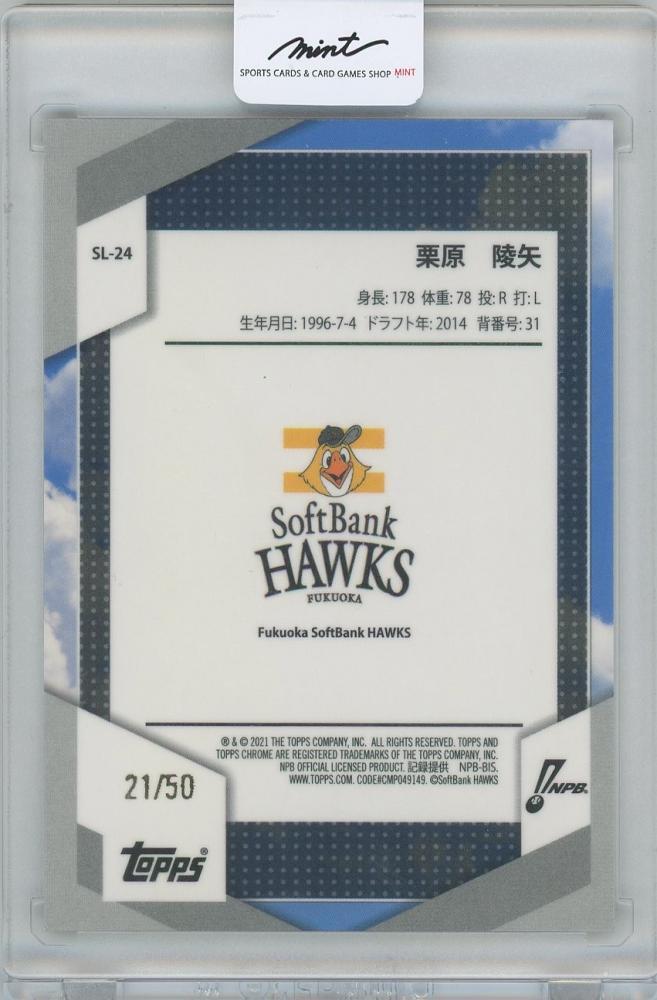 mint
SPORTS CARDS & CARD GAMES SHOP MINT
SL-24
栗原 陵矢
身長: 178 体重: 78 投: R 打: L
生年月日: 1996-7-4 ドラフト年: 2014 背番号: 31
SoftBank
HAWKS
FUKUOKA
Fukuoka SoftBank HAWKS
® & © 2021 THE TOPPS COMPANY, INC. ALL RIGHTS RESERVED. TOPPS AND
TOPPS CHROME ARE REGISTERED TRADEMARKS OF THE TOPPS COMPANY, INC.
NPB OFFICIAL LICENSED PRODUCT. 記録提供 NPB-BIS.
WWW.TOPPS.COM. CODE#CMP049149. ©SoftBank HAWKS
NPB.
21/50
Topps®